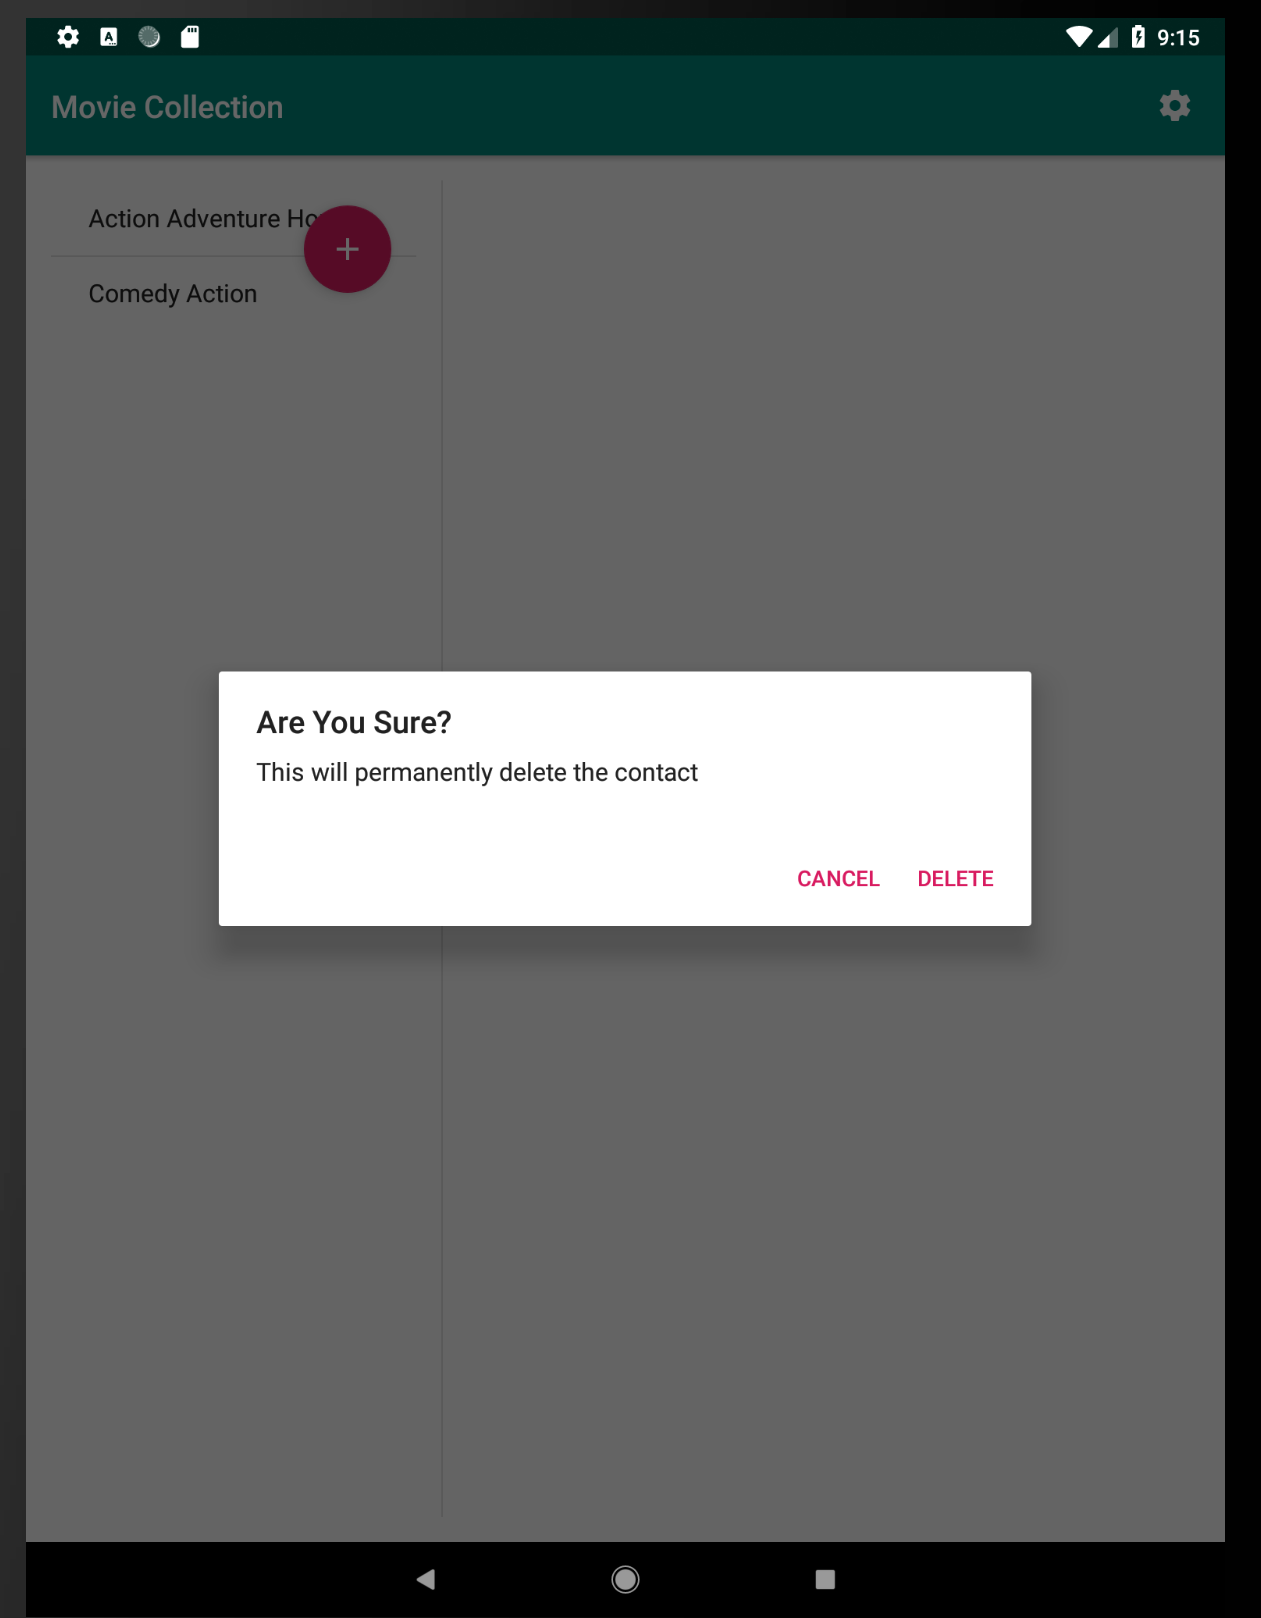 9:15
Movie Collection
Action Adventure Ho
Comedy Action
Are You Sure?
This will permanently delete the contact
CANCEL DELETE